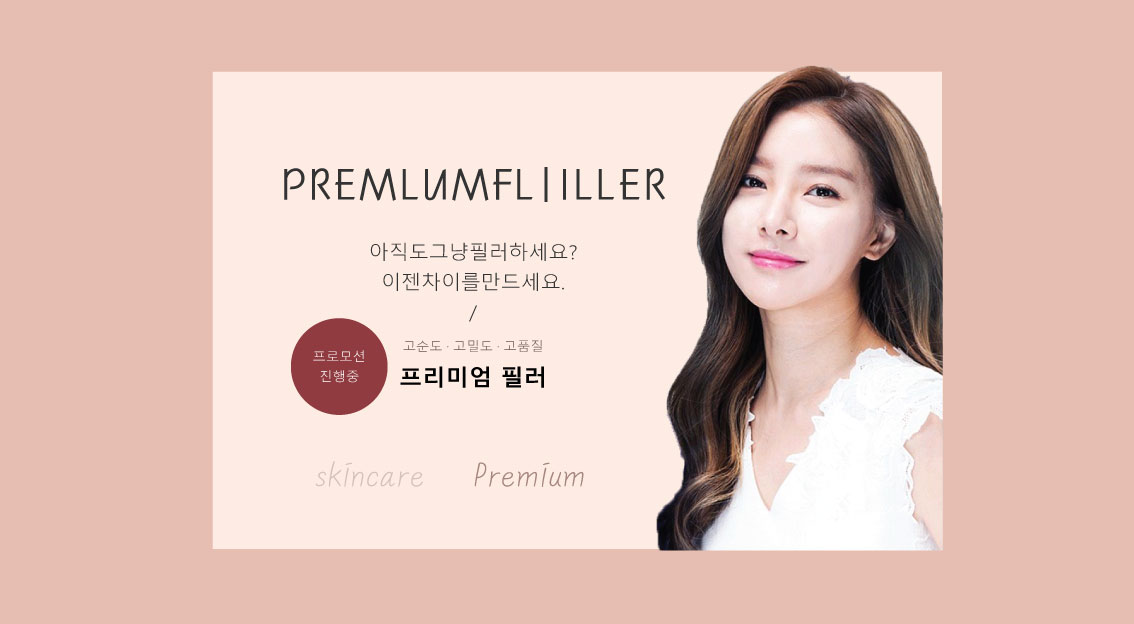 PREMLUMFL|ILLER
아직도그냥필러하세요?
이젠차이를만드세요.
/
프로모션
진행중
고순도 · 고밀도 · 고품질
프리미엄 필러
skincare
Premium